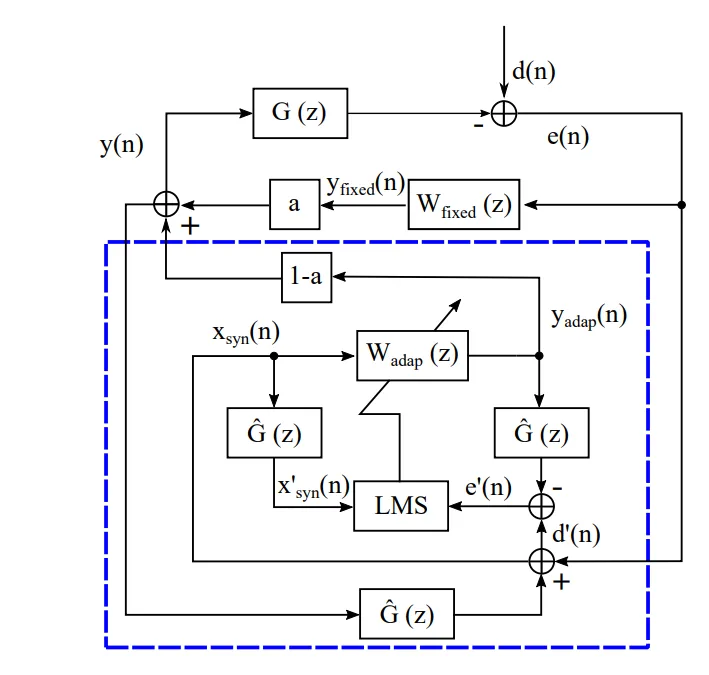 d(n)
G (z)
-
e(n)
y(n)
a
y_fixed(n)
W_fixed (z)
+
1-a
x_syn(n)
W_adap (z)
y_adap(n)
Ĝ (z)
Ĝ (z)
x'_syn(n)
LMS
e'(n)
-
d'(n)
+
Ĝ (z)